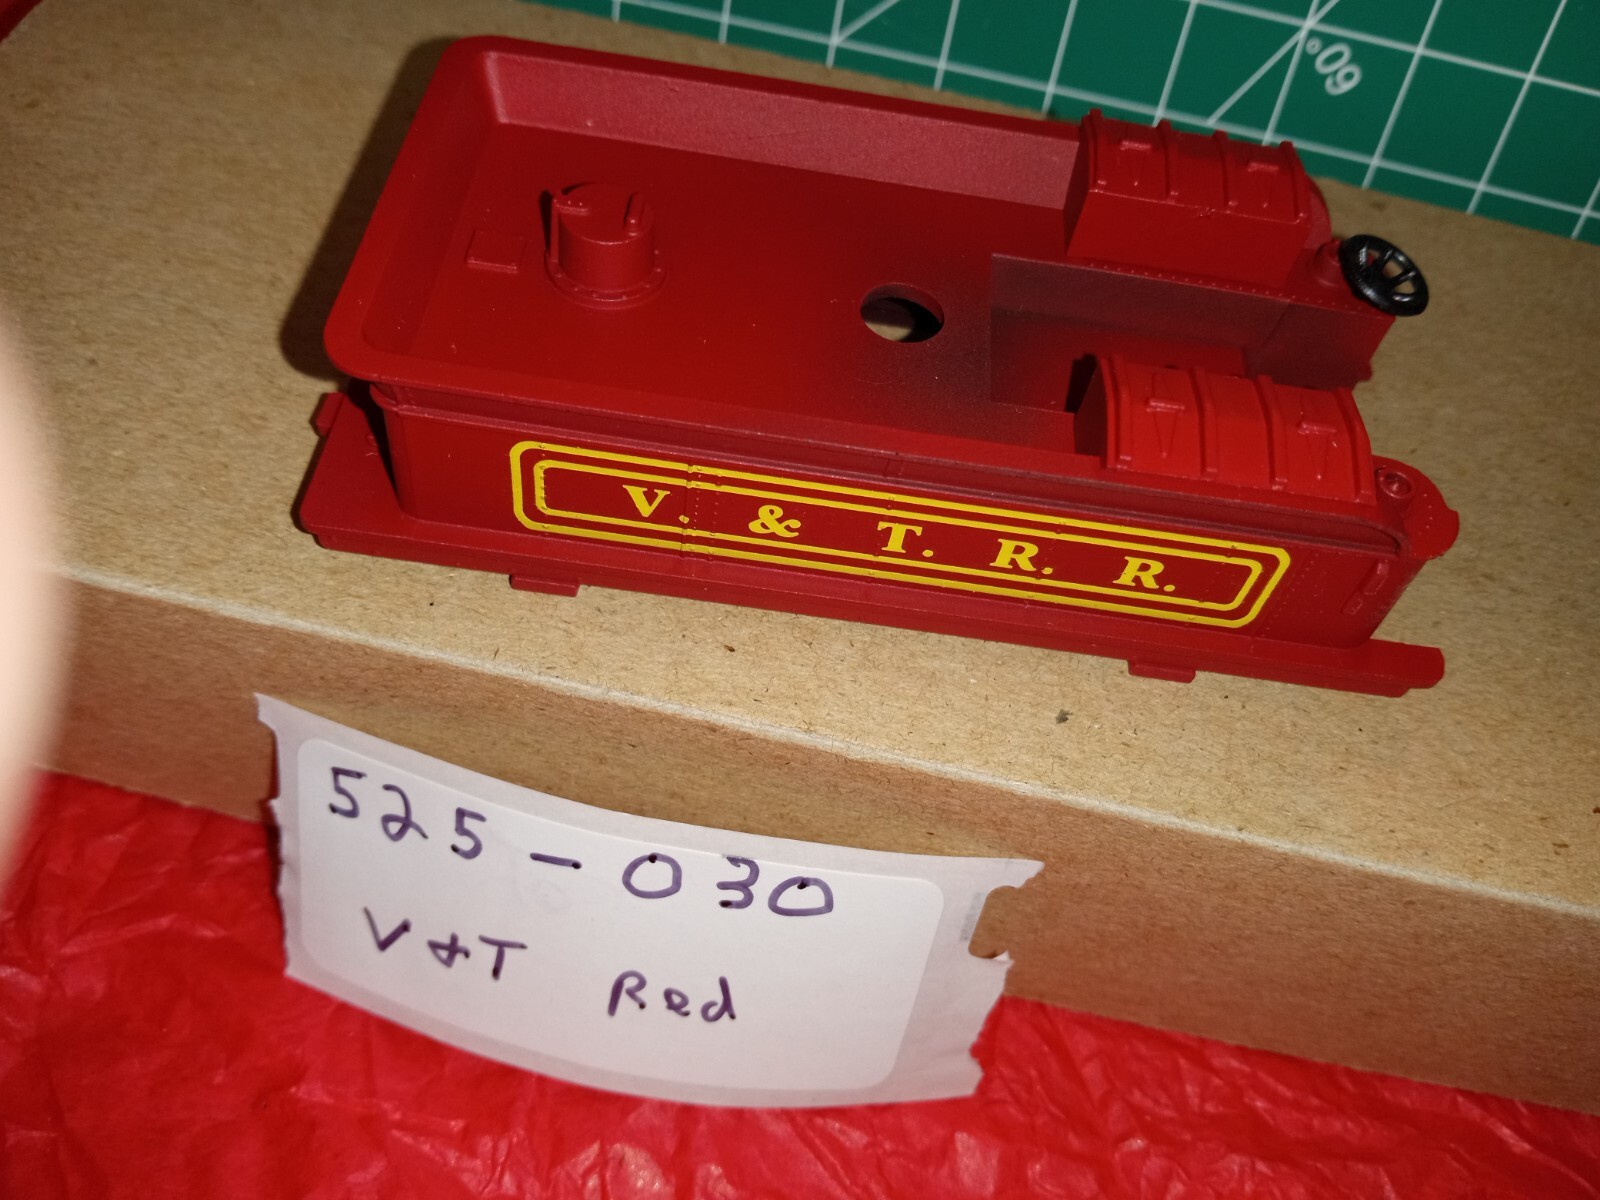 60°
V. & T. R. R.
525-030
V&T Red